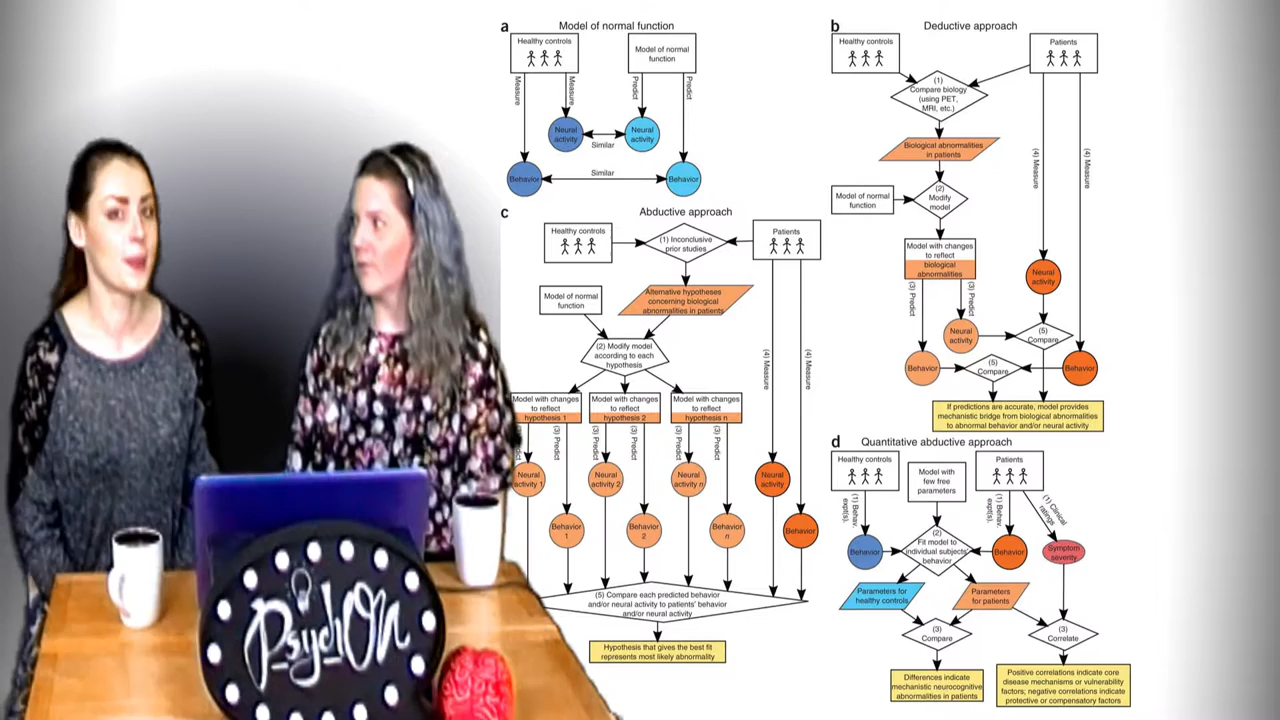 a
Model of normal function
Healthy controls
Model of normal
function
Measure
Measure
Predict
Predict
Neural
activity
Neural
activity
Similar
Behavior
Similar
Behavior
b
Deductive approach
Healthy controls
Patients
(1)
Compare biology
(using PET,
MRI, etc.)
Biological abnormalities
in patients
(2)
Modify
model
Model of normal
function
Model with changes
to reflect
biological
abnormalities
(4) Measure
(4) Measure
(3) Predict
(3) Predict
Neural
activity
Neural
activity
(5)
Compare
Behavior
(5)
Compare
Behavior
If predictions are accurate, model provides
mechanistic bridge from biological abnormalities
to abnormal behavior and/or neural activity
c
Abductive approach
Healthy controls
(1) Inconclusive
prior studies
Patients
Model of normal
function
Alternative hypotheses
concerning biological
abnormalities in patients
(2) Modify model
according to each
hypothesis
(4) Measure
(4) Measure
Model with changes
to reflect
hypothesis 1
Model with changes
to reflect
hypothesis 2
Model with changes
to reflect
hypothesis n
(3) Predict
(3) Predict
(3) Predict
(3) Predict
(3) Predict
Neural
activity 1
Neural
activity 2
Neural
activity n
Neural
activity
Behavior
1
Behavior
2
Behavior
n
Behavior
(5) Compare each predicted behavior
and/or neural activity to patients' behavior
and/or neural activity
Hypothesis that gives the best fit
represents most likely abnormality
d
Quantitative abductive approach
Healthy controls
Model with
few free
parameters
Patients
(1) Behav.
expt(s).
(1) Behav.
expt(s).
(1) Clinical
ratings
Behavior
(2)
Fit model to
individual subjects'
behavior
Behavior
Symptom
severity
Parameters for
healthy controls
Parameters
for patients
(3)
Compare
(3)
Correlate
Differences indicate
mechanistic neurocognitive
abnormalities in patients
Positive correlations indicate core
disease mechanisms or vulnerability
factors; negative correlations indicate
protective or compensatory factors
PsychON